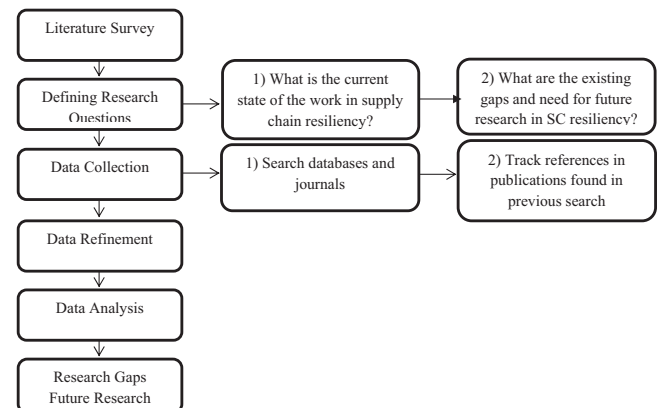 Literature Survey
Defining Research
Questions
1) What is the current
state of the work in supply
chain resiliency?
2) What are the existing
gaps and need for future
research in SC resiliency?
Data Collection
1) Search databases and
journals
2) Track references in
publications found in
previous search
Data Refinement
Data Analysis
Research Gaps
Future Research